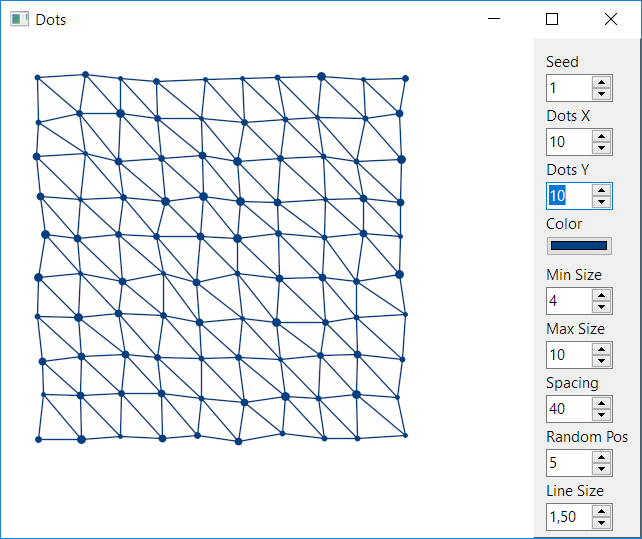 Dots
Seed
1
Dots X
10
Dots Y
10
Color
Min Size
4
Max Size
10
Spacing
40
Random Pos
5
Line Size
1,50